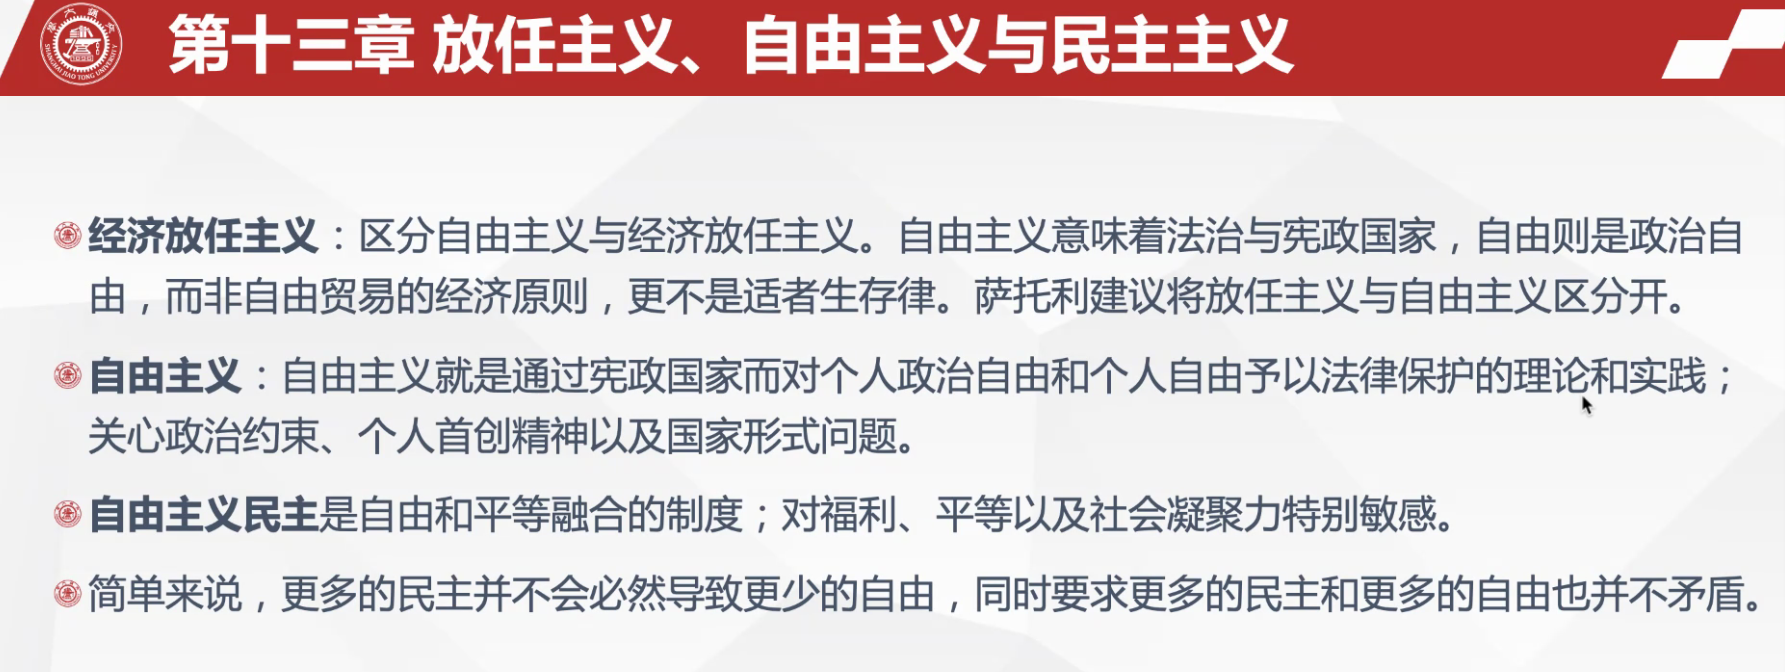 第十三章 放任主义、自由主义与民主主义
经济放任主义：区分自由主义与经济放任主义。自由主义意味着法治与宪政国家，自由则是政治自
由，而非自由贸易的经济原则，更不是适者生存律。萨托利建议将放任主义与自由主义区分开。
自由主义：自由主义就是通过宪政国家而对个人政治自由和个人自由予以法律保护的理论和实践；
关心政治约束、个人首创精神以及国家形式问题。
自由主义民主是自由和平等融合的制度；对福利、平等以及社会凝聚力特别敏感。
简单来说，更多的民主并不会必然导致更少的自由，同时要求更多的民主和更多的自由也并不矛盾。